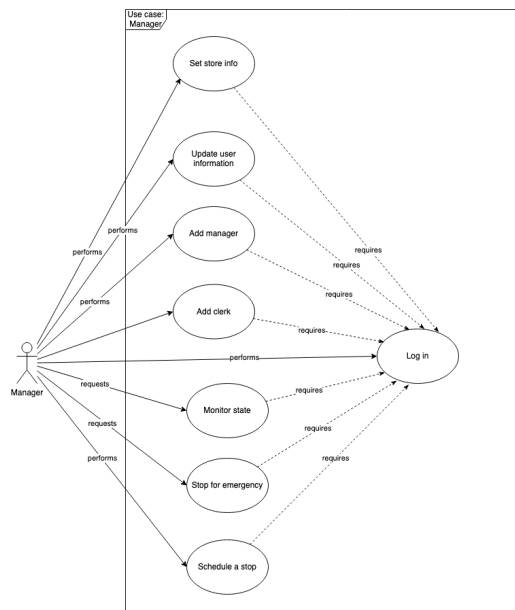 Use case:
Manager
Set store info
Update user
information
performs
performs
Add manager
requires
requires
requires
performs
Add clerk
requires
Manager
performs
Log in
requests
Monitor state
requires
requests
requires
performs
Stop for emergency
requires
Schedule a stop